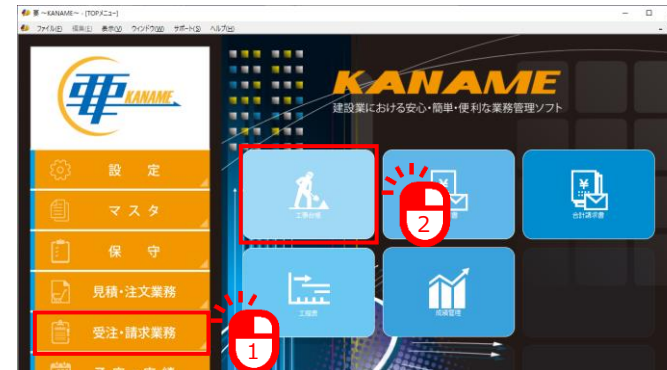 要 ～KANAME～ - [TOPメニュー]
ファイル(F) 編集(E) 表示(V) ウィンドウ(W) サポート(S) ヘルプ(H)
要 KANAME
KANAME
建設業における安心・簡単・便利な業務管理ソフト
設 定
マ ス タ
保 守
見積・注文業務
受注・請求業務
工事台帳
書
合計請求書
工程表
成績管理
1
2